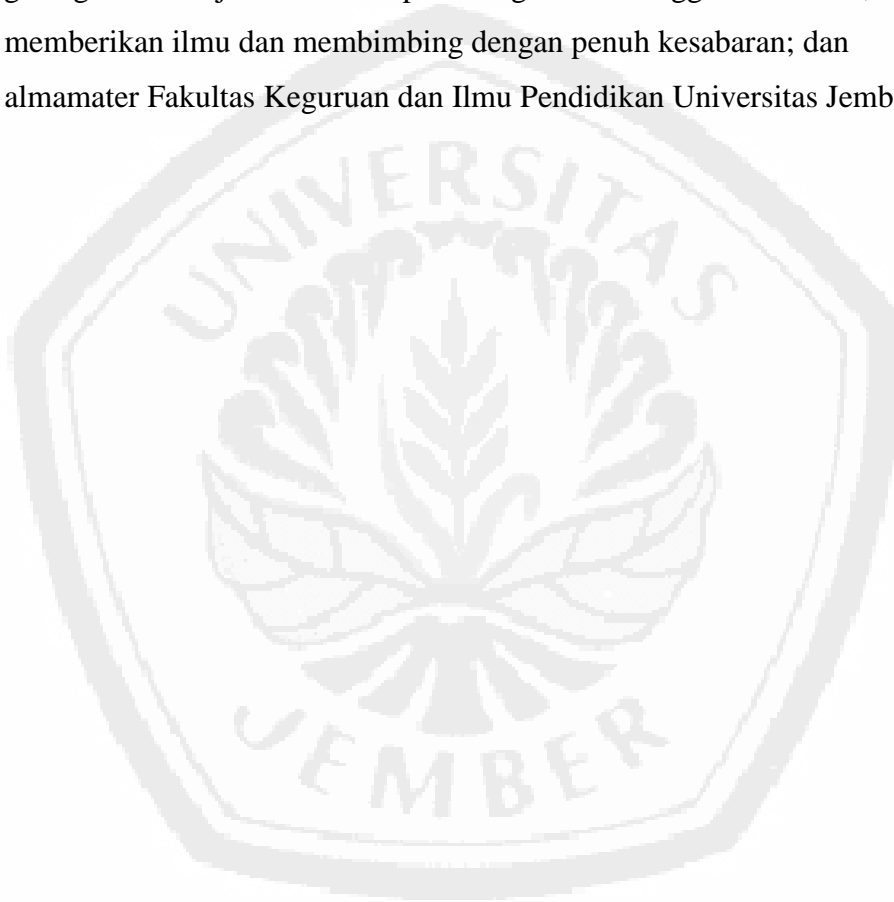 memberikan ilmu dan membimbing dengan penuh kesabaran; dan
almamater Fakultas Keguruan dan Ilmu Pendidikan Universitas Jemb
UNIVERSITAS
JEMBER